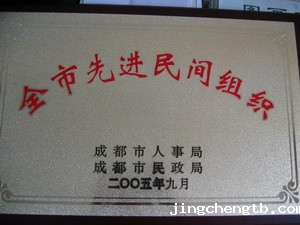 全市先进民间组织
成都市人事局
成都市民政局
二〇〇五年九月
jingchengtb.com